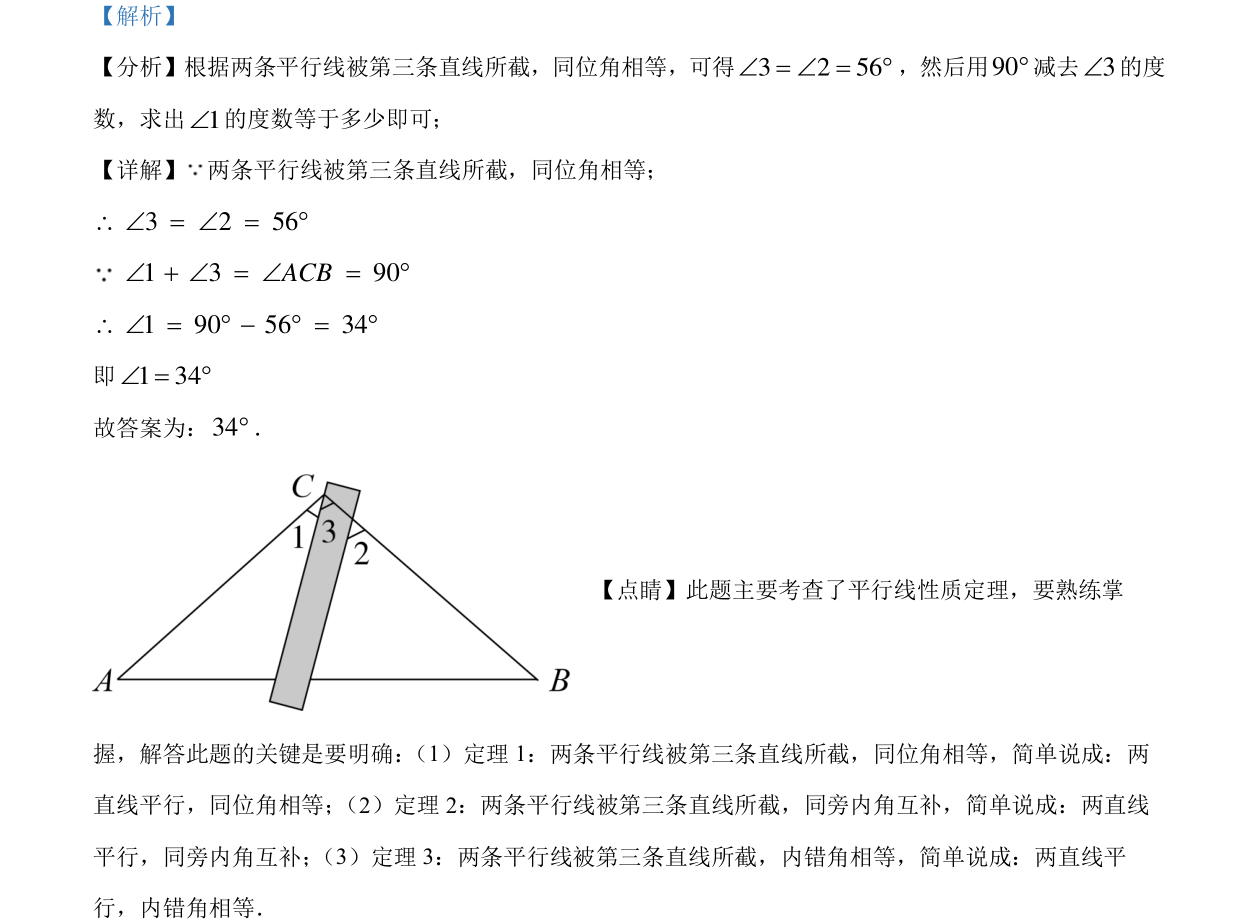 【解析】
【分析】根据两条平行线被第三条直线所截，同位角相等，可得∠3 = ∠2 = 56°，然后用90°减去∠3的度
数，求出∠1的度数等于多少即可；
【详解】∵两条平行线被第三条直线所截，同位角相等；
∴ ∠3 = ∠2 = 56°
∵ ∠1 + ∠3 = ∠ACB = 90°
∴ ∠1 = 90° − 56° = 34°
即∠1 = 34°
故答案为：34°．
C
1 3
2
【点睛】此题主要考查了平行线性质定理，要熟练掌
A B
握，解答此题的关键是要明确：（1）定理 1：两条平行线被第三条直线所截，同位角相等，简单说成：两
直线平行，同位角相等；（2）定理 2：两条平行线被第三条直线所截，同旁内角互补，简单说成：两直线
平行，同旁内角互补；（3）定理 3：两条平行线被第三条直线所截，内错角相等，简单说成：两直线平
行，内错角相等．